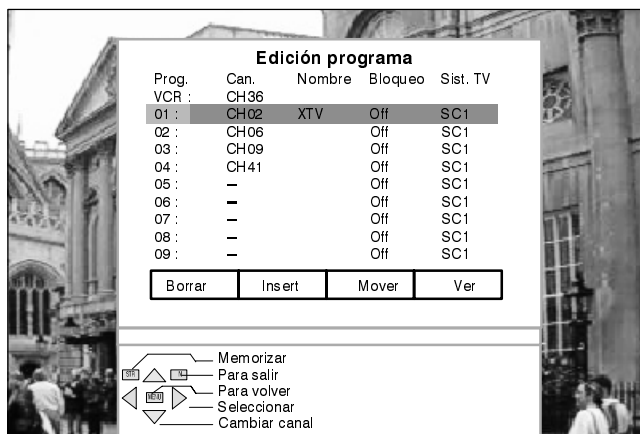 Edición programa
Prog. Can. Nombre Bloqueo Sist. TV
VCR : CH36
01 : CH02 XTV Off SC1
02 : CH06 Off SC1
03 : CH09 Off SC1
04 : CH41 Off SC1
05 : – Off SC1
06 : – Off SC1
07 : – Off SC1
08 : – Off SC1
09 : – Off SC1
Borrar Insert Mover Ver
Memorizar
STR N Para salir
MENU Para volver
Seleccionar
Cambiar canal